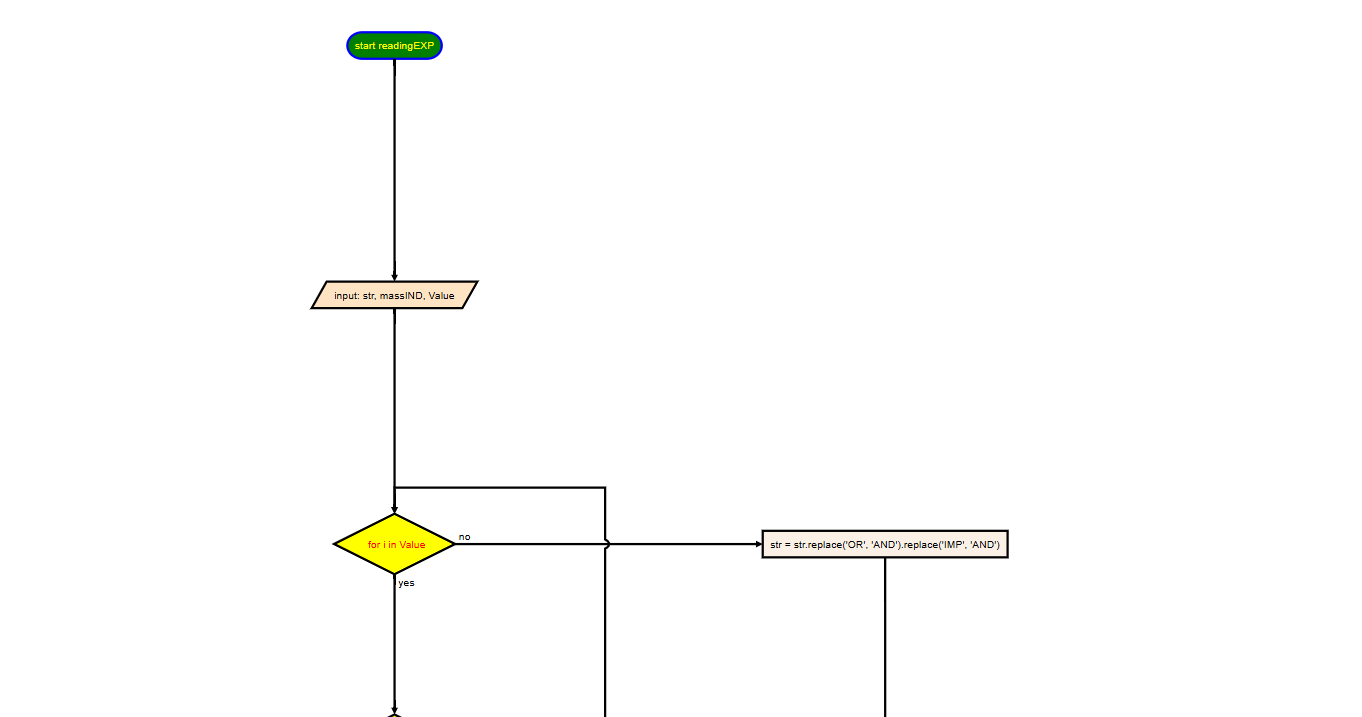 start readingEXP
input: str, massIND, Value
for i in Value
no
str = str.replace('OR', 'AND').replace('IMP', 'AND')
yes